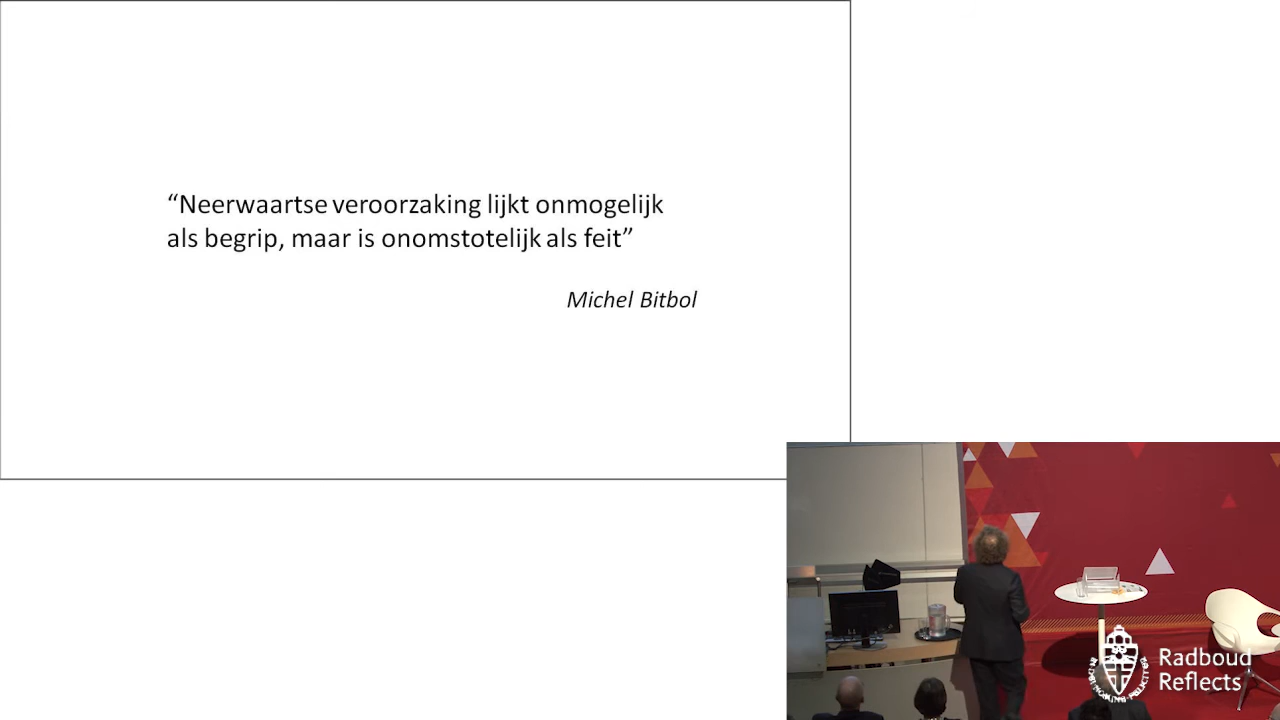 “Neerwaartse veroorzaking lijkt onmogelijk
als begrip, maar is onomstotelijk als feit”
Michel Bitbol
Radboud
Reflects